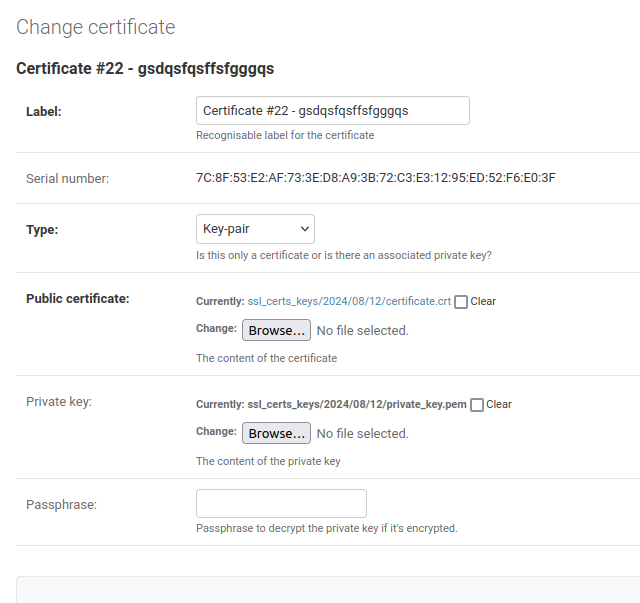 Change certificate
Certificate #22 - gsdqsfqsffsfgggqs
Label:
Certificate #22 - gsdqsfqsffsfgggqs
Recognisable label for the certificate
Serial number:
7C:8F:53:E2:AF:73:3E:D8:A9:3B:72:C3:E3:12:95:ED:52:F6:E0:3F
Type:
Key-pair
Is this only a certificate or is there an associated private key?
Public certificate:
Currently: ssl_certs_keys/2024/08/12/certificate.crt Clear
Change: Browse... No file selected.
The content of the certificate
Private key:
Currently: ssl_certs_keys/2024/08/12/private_key.pem Clear
Change: Browse... No file selected.
The content of the private key
Passphrase:
Passphrase to decrypt the private key if it's encrypted.